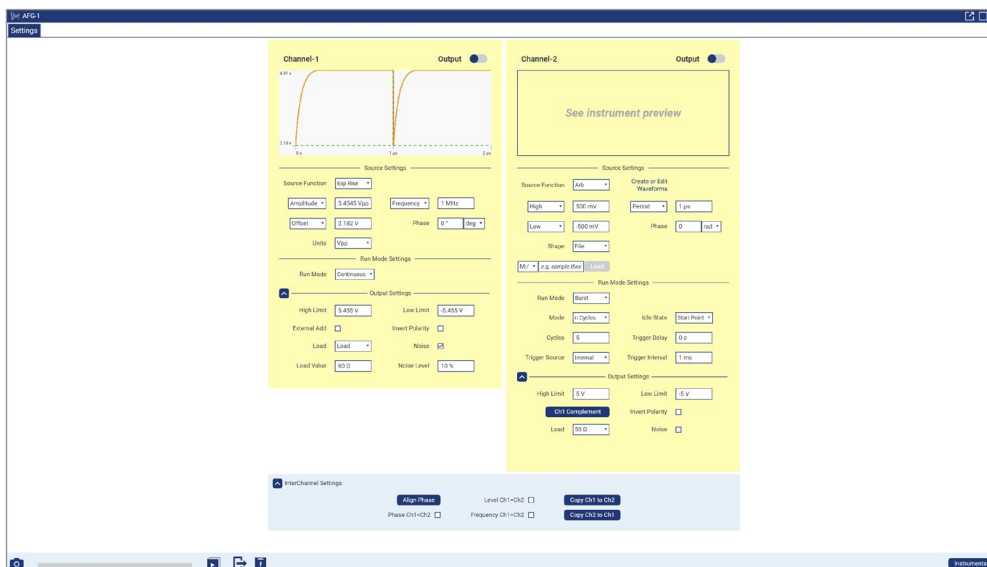 AFG-1
Settings
Channel-1
Output
2.19 v
0 s
1 µs
2 µs
Source Settings
Source Function
Exp Rise
Amplitude
5.4545 Vpp
Frequency
1 MHz
Offset
2.182 V
Phase
0 °
deg
Units
Vpp
Run Mode Settings
Run Mode
Continuous
Output Settings
High Limit
5.455 V
Low Limit
-5.455 V
External Add
Invert Polarity
Load
Load
Noise
Load Value
60 Ω
Noise Level
10 %
Channel-2
Output
See instrument preview
Source Settings
Source Function
Arb
Create or Edit
Waveforms
High
500 mV
Period
1 µs
Low
-500 mV
Phase
0
rad
Shape
File
M:/
e.g. sample.tfwx
Load
Run Mode Settings
Run Mode
Burst
Mode
n Cycles
Idle State
Start Point
Cycles
5
Trigger Delay
0 s
Trigger Source
Internal
Trigger Interval
1 ms
Output Settings
High Limit
5 V
Low Limit
-5 V
Ch1 Complement
Invert Polarity
Load
50 Ω
Noise
InterChannel Settings
Align Phase
Level Ch1=Ch2
Copy Ch1 to Ch2
Phase Ch1=Ch2
Frequency Ch1=Ch2
Copy Ch2 to Ch1